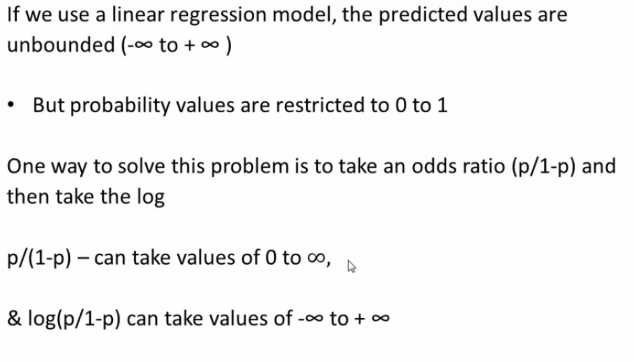 If we use a linear regression model, the predicted values are
unbounded (-∞ to + ∞ )
• But probability values are restricted to 0 to 1
One way to solve this problem is to take an odds ratio (p/1-p) and
then take the log
p/(1-p) – can take values of 0 to ∞,
& log(p/1-p) can take values of -∞ to + ∞